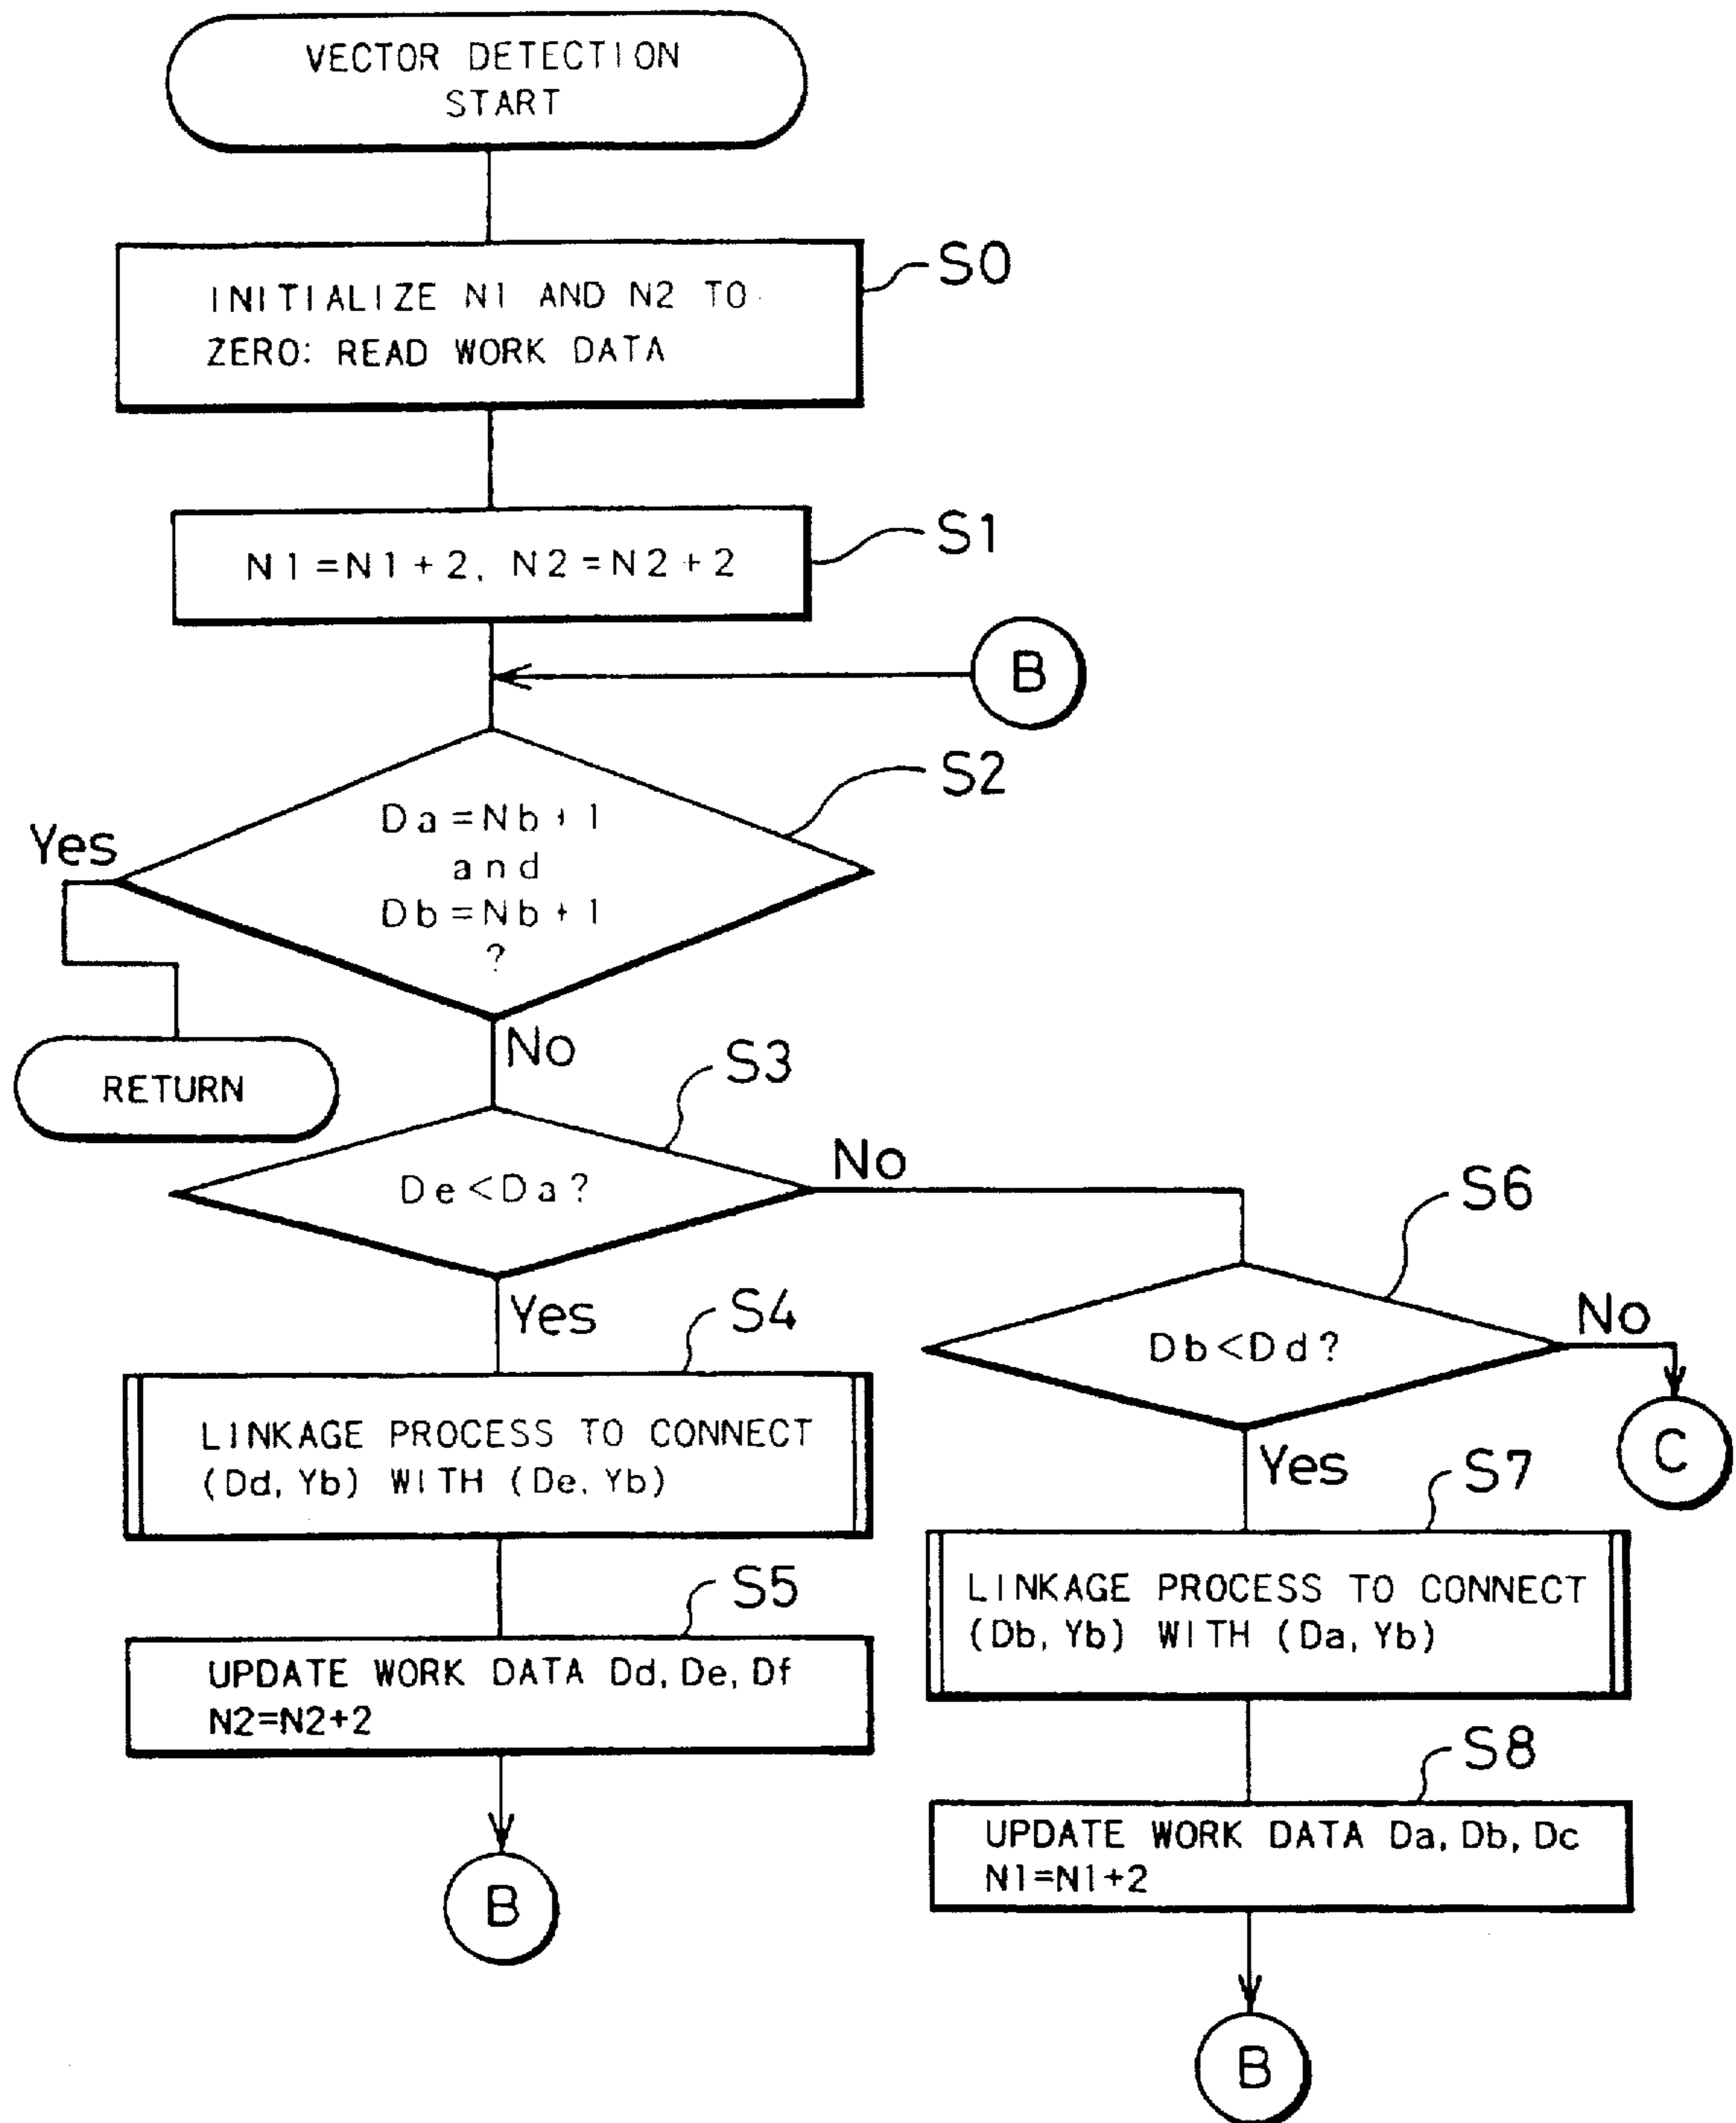 VECTOR DETECTION
START
S0
INITIALIZE N1 AND N2 TO
ZERO: READ WORK DATA
S1
N1=N1+2, N2=N2+2
B
S2
Yes
Da=Nb+1
and
Db=Nb+1
?
No
RETURN
S3
De<Da?
No
S6
Yes
S4
Db<Dd?
No
C
LINKAGE PROCESS TO CONNECT
(Dd, Yb) WITH (De, Yb)
Yes
S7
S5
LINKAGE PROCESS TO CONNECT
(Db, Yb) WITH (Da, Yb)
UPDATE WORK DATA Dd, De, Df
N2=N2+2
S8
UPDATE WORK DATA Da, Db, Dc
N1=N1+2
B
B